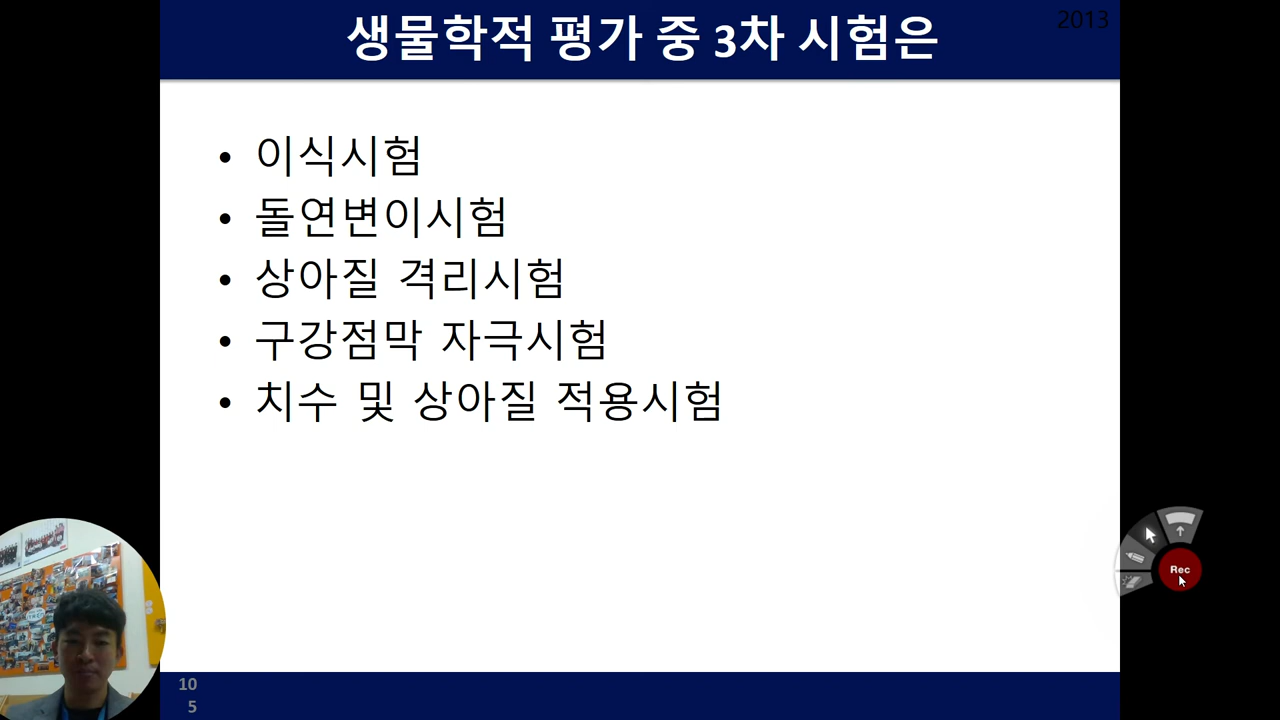 생물학적 평가 중 3차 시험은
2013
• 이식시험
• 돌연변이시험
• 상아질 격리시험
• 구강점막 자극시험
• 치수 및 상아질 적용시험
Rec
10
5